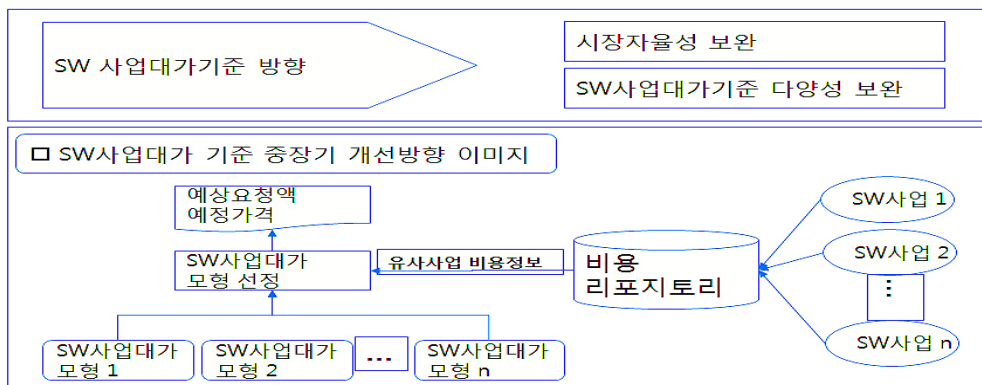 SW 사업대가기준 방향
시장자율성 보완
SW사업대가기준 다양성 보완
□ SW사업대가 기준 중장기 개선방향 이미지
예상요청액
예정가격
SW사업대가
모형 선정
유사사업 비용정보
비용
리포지토리
SW사업 1
SW사업 2
...
SW사업 n
SW사업대가
모형 1
SW사업대가
모형 2
...
SW사업대가
모형 n